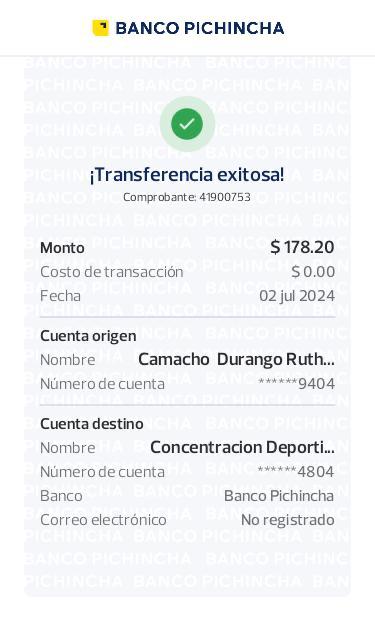 BANCO PICHINCHA
¡Transferencia exitosa!
Comprobante: 41900753
Monto $ 178.20
Costo de transacción $ 0.00
Fecha 02 jul 2024
Cuenta origen
Nombre Camacho Durango Ruth...
Número de cuenta ******9404
Cuenta destino
Nombre Concentracion Deporti...
Número de cuenta ******4804
Banco Banco Pichincha
Correo electrónico No registrado